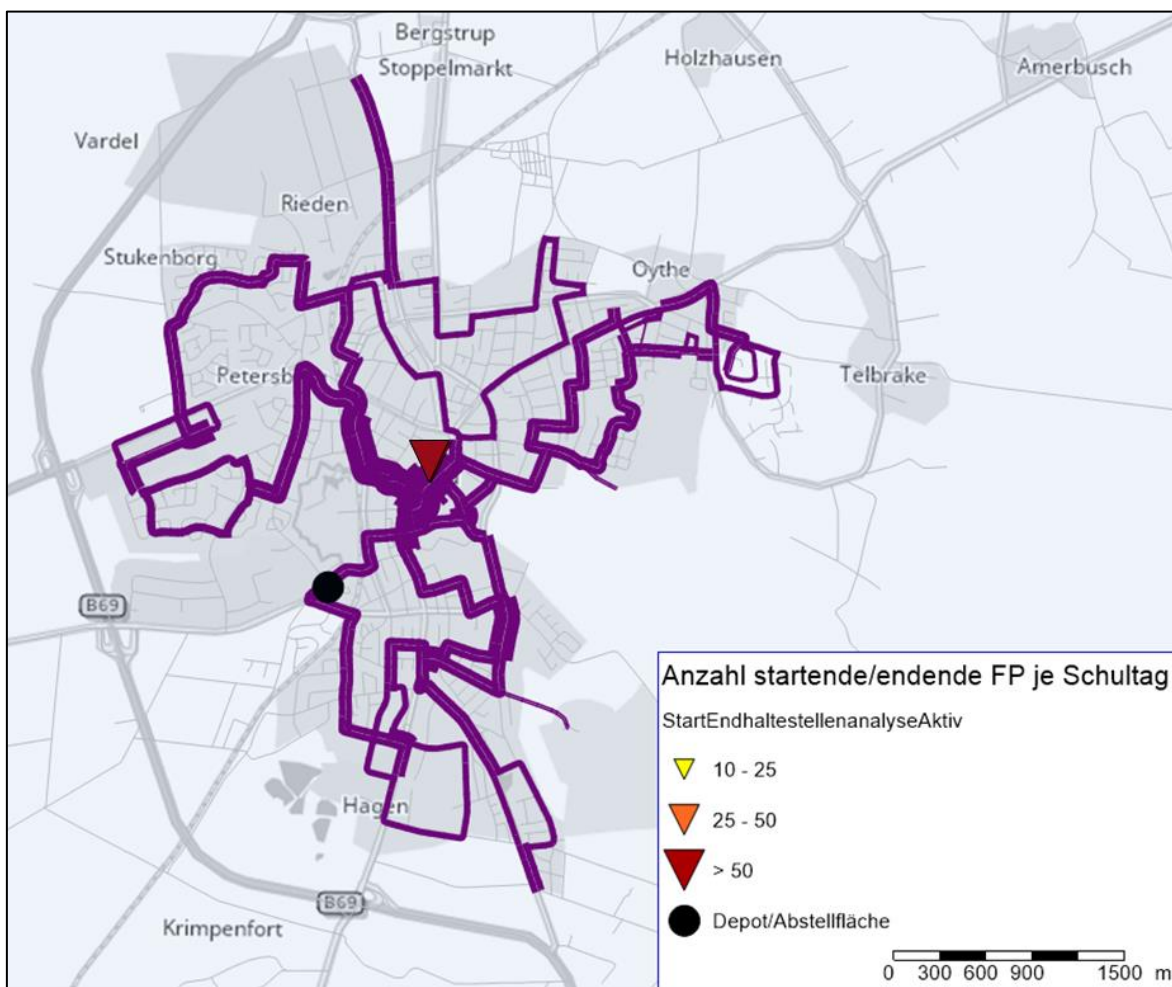 Bergstrup
Stoppelmarkt
Holzhausen
Amerbusch
Vardel
Rieden
Stukenborg
Oythe
Telbrake
B69
Hagen
B69
Krimpenfort
Anzahl startende/endende FP je Schultag
StartEndhaltestellenanalyseAktiv
10 - 25
25 - 50
> 50
Depot/Abstellfläche
0 300 600 900 1500 m